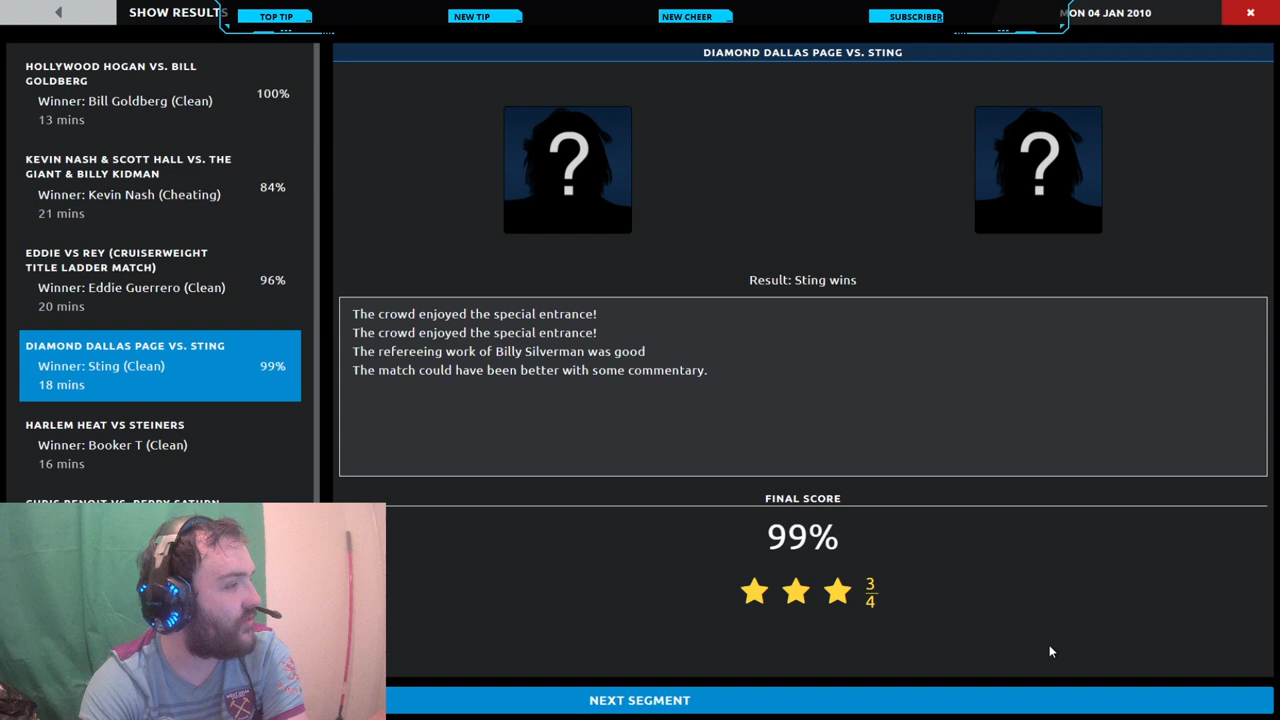 SHOW RESULTS
TOP TIP
NEW TIP
NEW CHEER
SUBSCRIBER
MON 04 JAN 2010
HOLLYWOOD HOGAN VS. BILL
GOLDBERG
Winner: Bill Goldberg (Clean)
13 mins
100%
KEVIN NASH & SCOTT HALL VS. THE
GIANT & BILLY KIDMAN
Winner: Kevin Nash (Cheating)
21 mins
84%
EDDIE VS REY (CRUISERWEIGHT
TITLE LADDER MATCH)
Winner: Eddie Guerrero (Clean)
20 mins
96%
DIAMOND DALLAS PAGE VS. STING
Winner: Sting (Clean)
18 mins
99%
HARLEM HEAT VS STEINERS
Winner: Booker T (Clean)
16 mins
CHRIS BENOIT VS. PERRY SATURN
DIAMOND DALLAS PAGE VS. STING
? ?
Result: Sting wins
The crowd enjoyed the special entrance!
The crowd enjoyed the special entrance!
The refereeing work of Billy Silverman was good
The match could have been better with some commentary.
FINAL SCORE
99%
3/4
NEXT SEGMENT